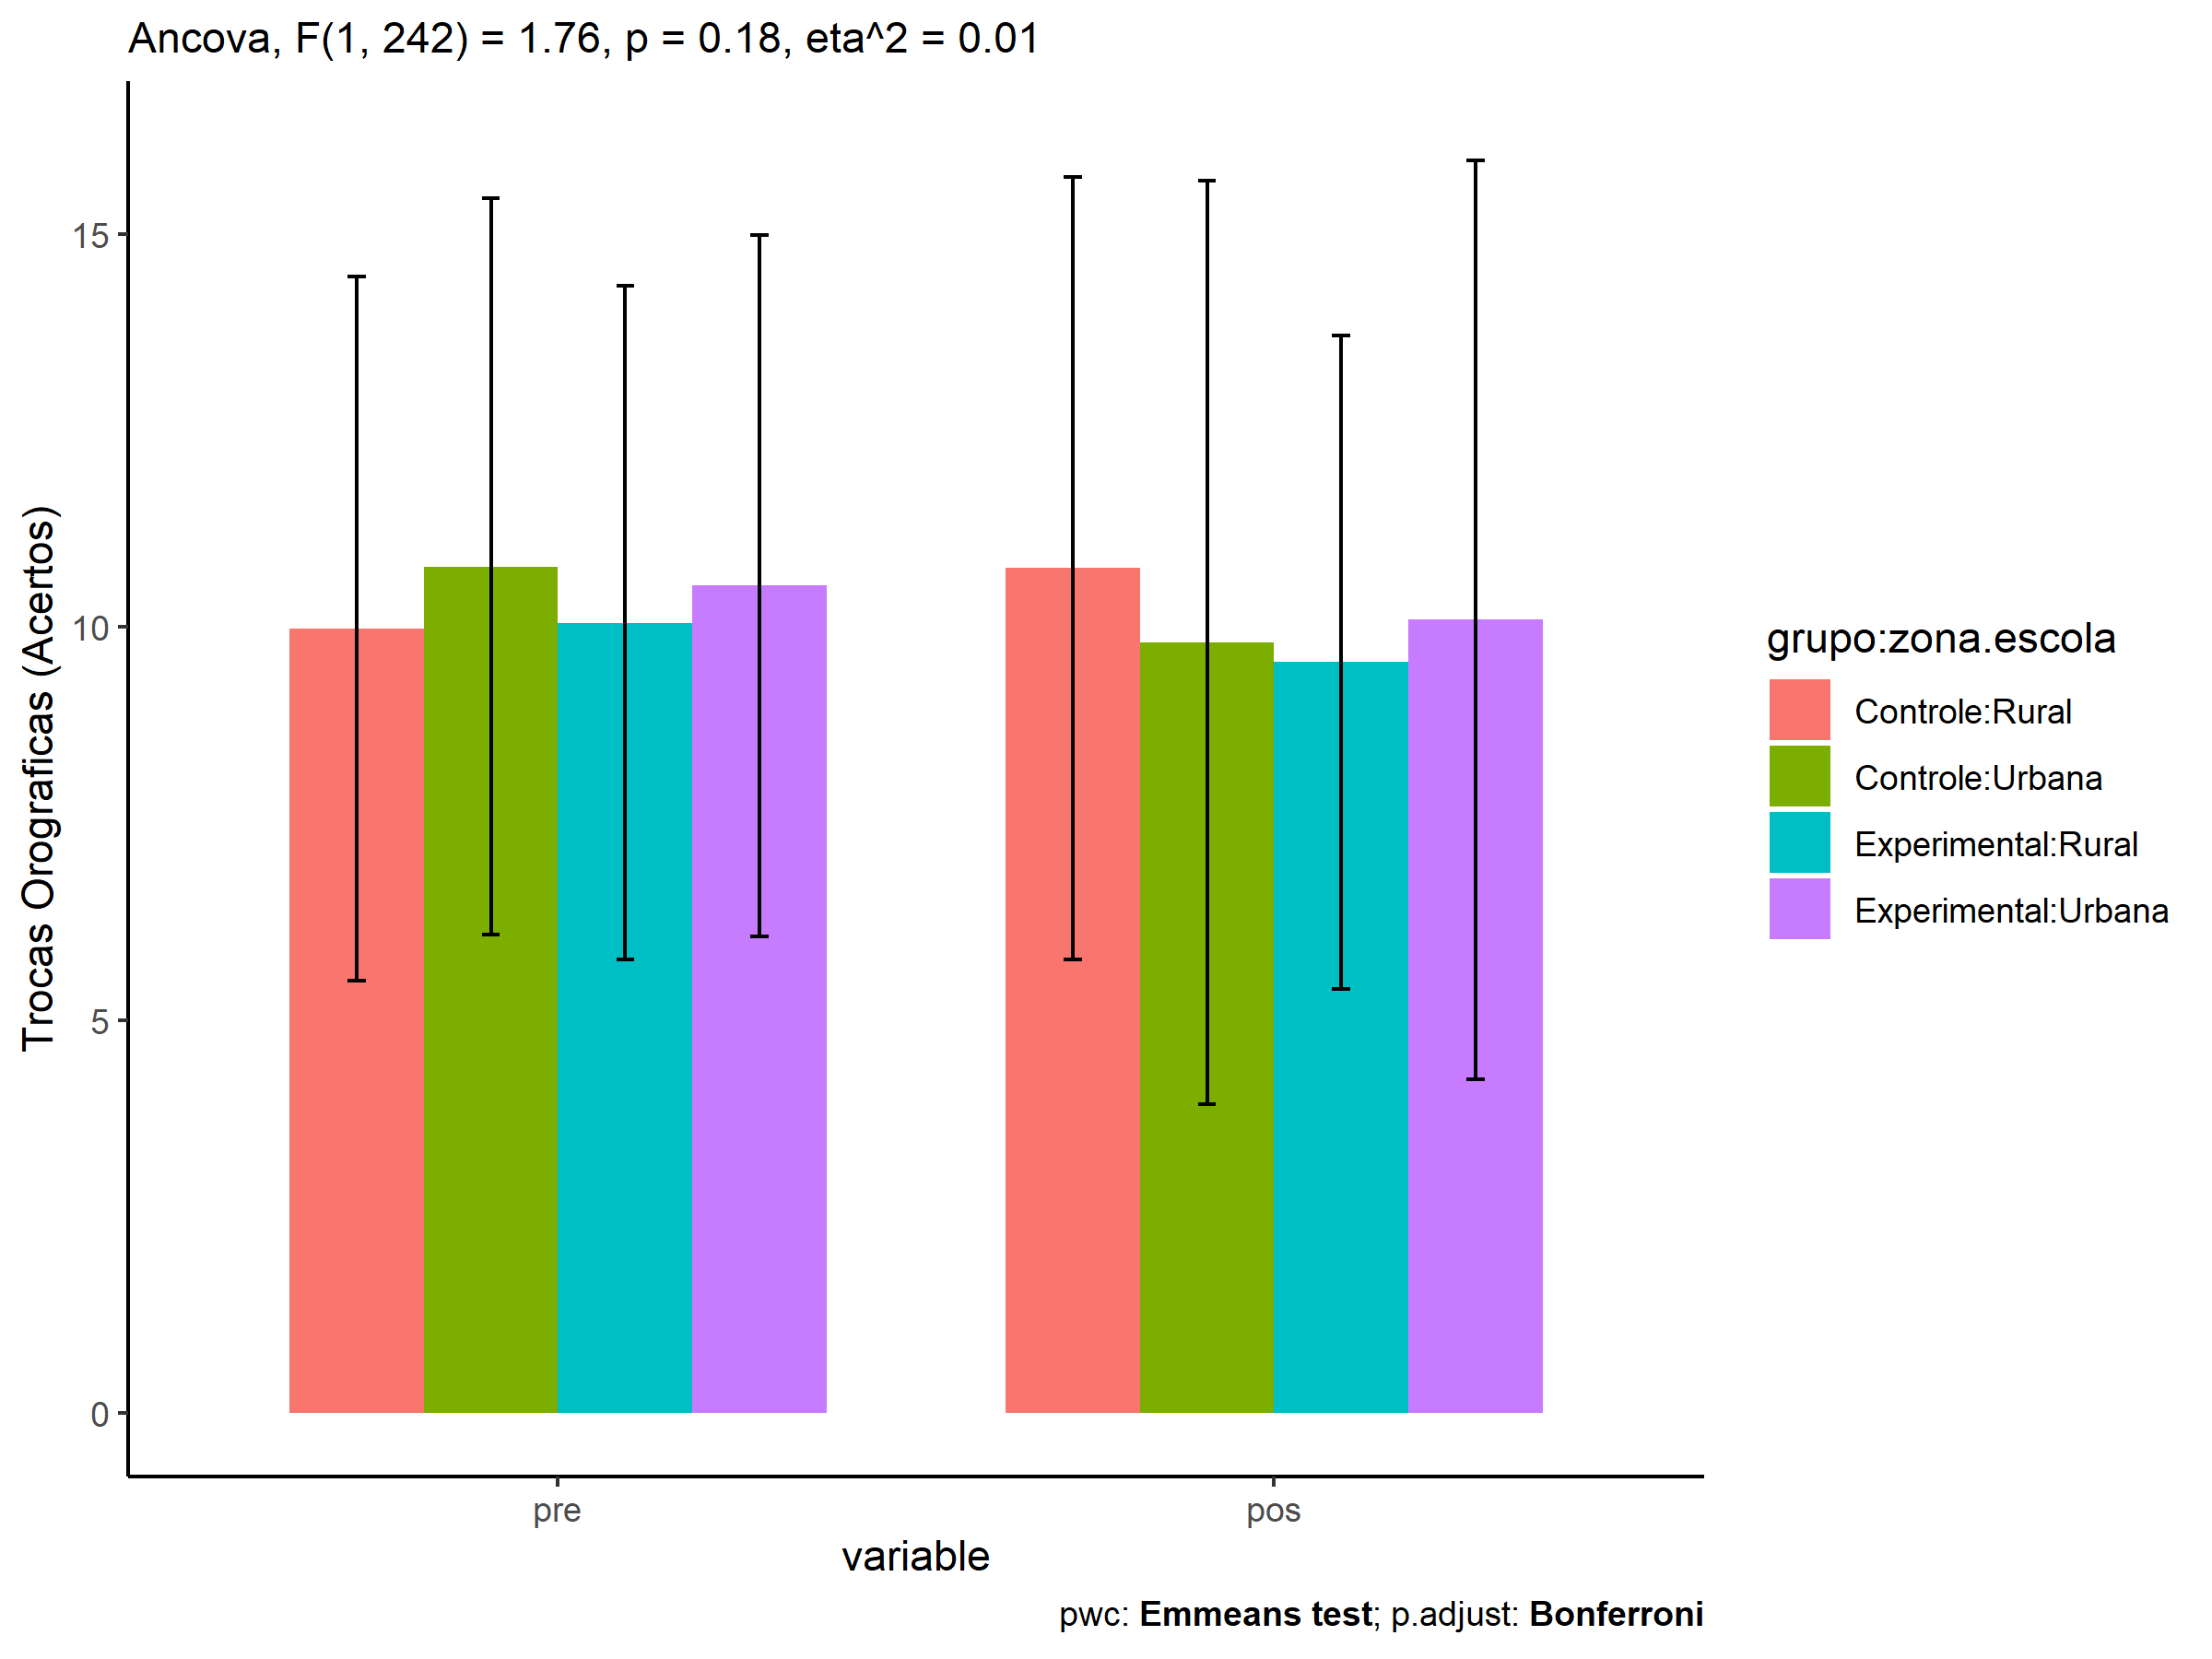 Ancova, F(1, 242) = 1.76, p = 0.18, eta^2 = 0.01
Trocas Orograficas (Acertos)
15
10
5
0
pre
pos
variable
grupo:zona.escola
Controle:Rural
Controle:Urbana
Experimental:Rural
Experimental:Urbana
pwc: Emmeans test; p.adjust: Bonferroni